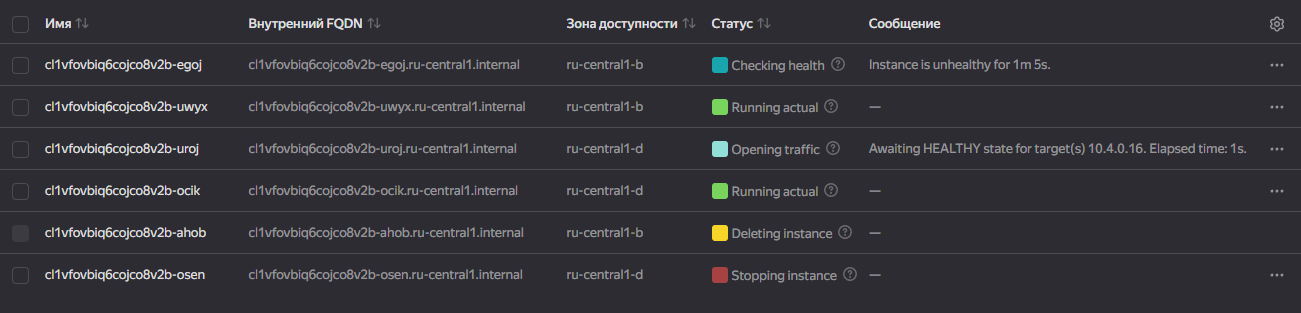 Имя Внутренний FQDN Зона доступности Статус Сообщение
cl1vfovbiq6cojco8v2b-egoj cl1vfovbiq6cojco8v2b-egoj.ru-central1.internal ru-central1-b Checking health Instance is unhealthy for 1m 5s.
cl1vfovbiq6cojco8v2b-uwyx cl1vfovbiq6cojco8v2b-uwyx.ru-central1.internal ru-central1-b Running actual —
cl1vfovbiq6cojco8v2b-uroj cl1vfovbiq6cojco8v2b-uroj.ru-central1.internal ru-central1-d Opening traffic Awaiting HEALTHY state for target(s) 10.4.0.16. Elapsed time: 1s.
cl1vfovbiq6cojco8v2b-ocik cl1vfovbiq6cojco8v2b-ocik.ru-central1.internal ru-central1-d Running actual —
cl1vfovbiq6cojco8v2b-ahob cl1vfovbiq6cojco8v2b-ahob.ru-central1.internal ru-central1-b Deleting instance —
cl1vfovbiq6cojco8v2b-osen cl1vfovbiq6cojco8v2b-osen.ru-central1.internal ru-central1-d Stopping instance —